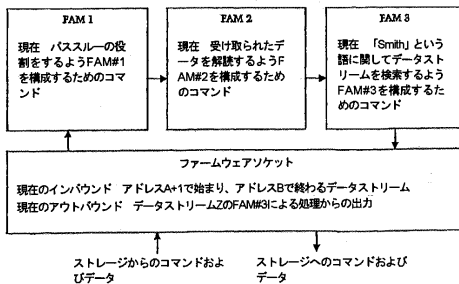 FAM 1
現在　パススルーの役
割をするようFAM#1
を構成するためのコマ
ンド
FAM 2
現在　受け取られたデ
ータを解読するようF
AM#2を構成するため
のコマンド
FAM 3
現在　「Smith」という
語に関してデータスト
リームを検索するよう
FAM#3を構成するため
のコマンド
ファームウェアソケット
現在のインバウンド　アドレスA+1で始まり、アドレスBで終わるデータストリーム
現在のアウトバウンド　データストリームZのFAM#3による処理からの出力
ストレージからのコマンドおよ
びデータ
ストレージへのコマンドおよび
データ